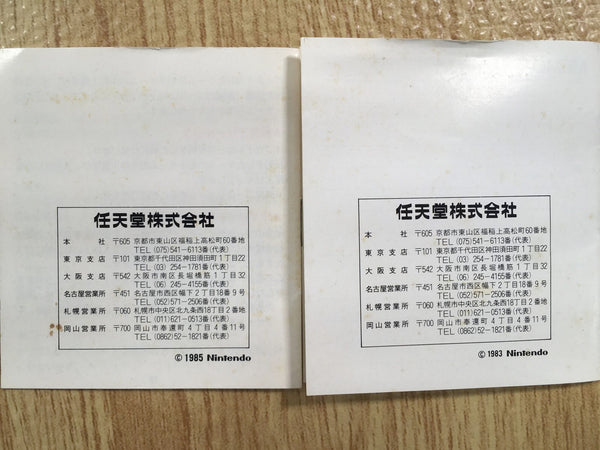 任天堂株式会社
本 社 〒605 京都市東山区福稲上高松町60番地
TEL (075)541-6113番(代表)
東京支店 〒101 東京都千代田区神田須田町1丁目22
TEL (03) 254-1781番(代表)
大阪支店 〒542 大阪市南区長堀橋筋1丁目32
TEL (06) 245-4155番(代表)
名古屋営業所 〒451 名古屋市西区幅下2丁目18番9号
TEL (052)571-2506番(代表)
札幌営業所 〒060 札幌市中央区北九条西18丁目2番地
TEL (011)621-0513番(代表)
岡山営業所 〒700 岡山市奉還町4丁目4番11号
TEL (0862)52-1821番(代表)
© 1985 Nintendo
任天堂株式会社
本 社 〒605 京都市東山区福稲上高松町60番地
TEL (075)541-6113番(代表)
東京支店 〒101 東京都千代田区神田須田町1丁目22
TEL (03) 254-1781番(代表)
大阪支店 〒542 大阪市南区長堀橋筋1丁目32
TEL (06) 245-4155番(代表)
名古屋営業所 〒451 名古屋市西区幅下2丁目18番9号
TEL (052)571-2506番(代表)
札幌営業所 〒060 札幌市中央区北九条西18丁目2番地
TEL (011)621-0513番(代表)
岡山営業所 〒700 岡山市奉還町4丁目4番11号
TEL (0862)52-1821番(代表)
© 1983 Nintendo